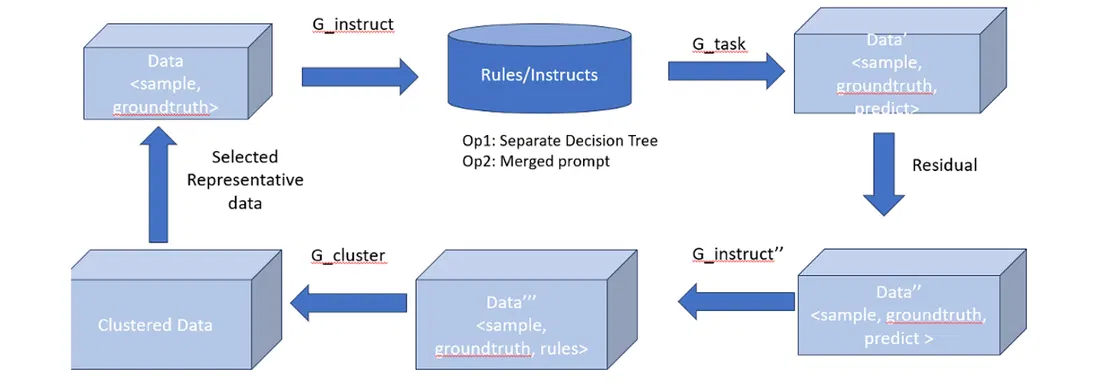 G_instruct
Data
<sample,
groundtruth>
Rules/Instructs
G_task
Data'
<sample,
groundtruth,
predict>
Op1: Separate Decision Tree
Op2: Merged prompt
Selected
Representative
data
Residual
G_cluster
G_instruct’’
Clustered Data
Data’’’
<sample,
groundtruth, rules>
Data’’
<sample, groundtruth,
predict >